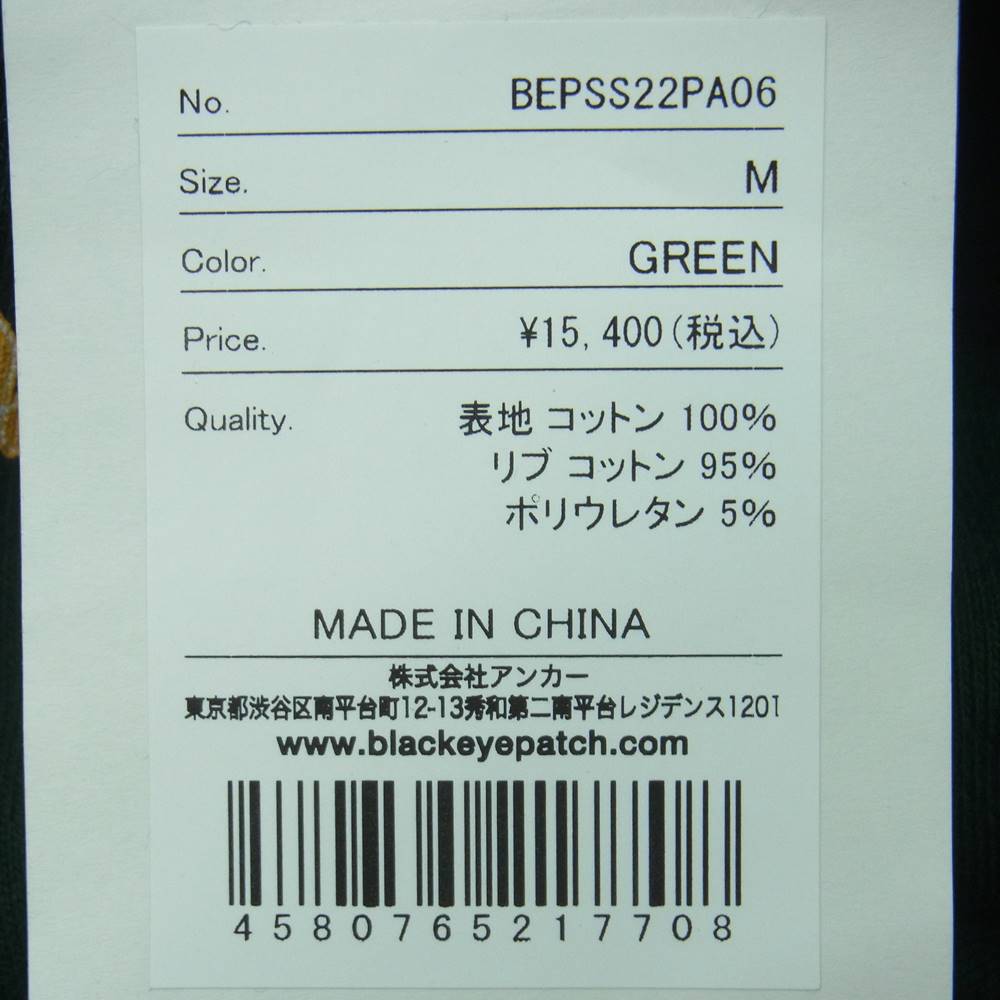 No. BEPSS22PA06
Size. M
Color. GREEN
Price. ¥15,400(税込)
Quality. 表地 コットン 100%
リブ コットン 95%
ポリウレタン 5%
MADE IN CHINA
株式会社アンカー
東京都渋谷区南平台町12-13秀和第二南平台レジデンス1201
www.blackeyepatch.com
4580765217708